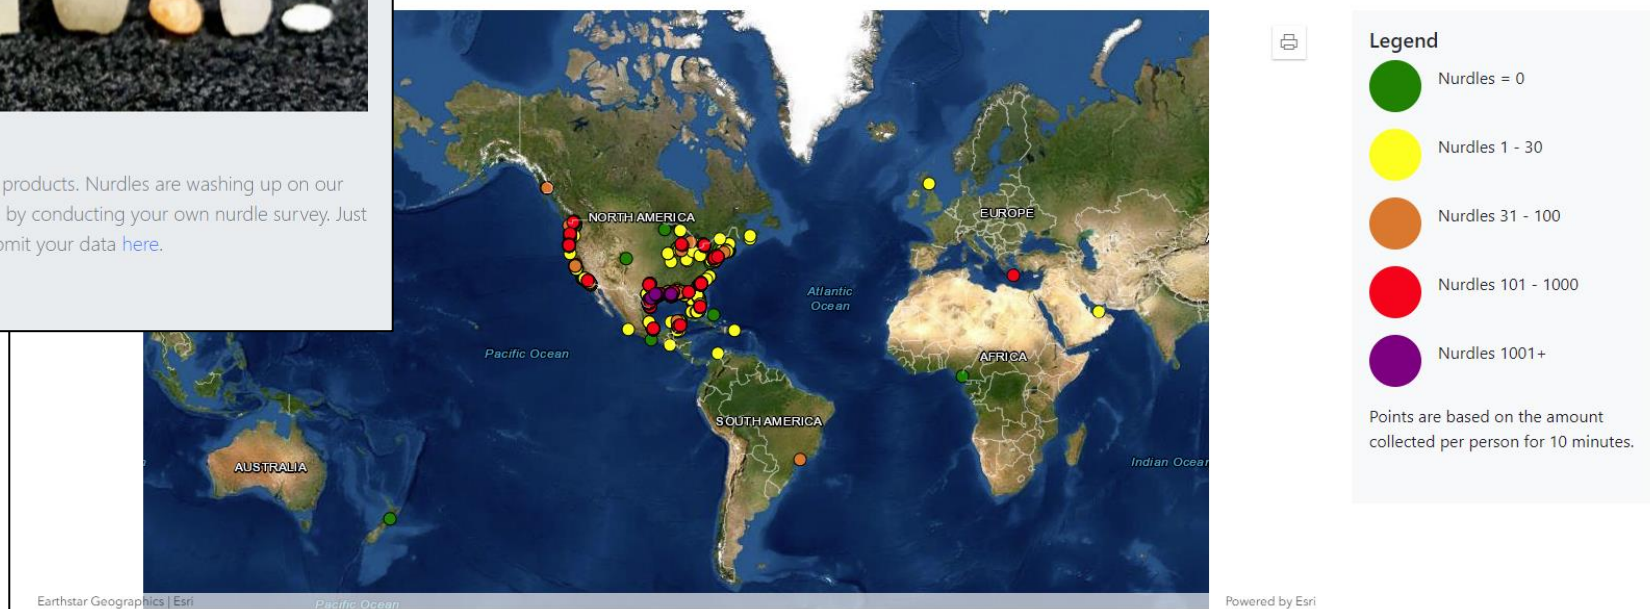 products. Nurdles are washing up on our
by conducting your own nurdle survey. Just
your data here.
NORTH AMERICA
EUROPE
Atlantic
Ocean
Pacific Ocean
AFRICA
SOUTH AMERICA
AUSTRALIA
Indian Ocean
Pacific Ocean
Earthstar Geographics | Esri
Powered by Esri
Legend
Nurdles = 0
Nurdles 1 - 30
Nurdles 31 - 100
Nurdles 101 - 1000
Nurdles 1001+
Points are based on the amount
collected per person for 10 minutes.